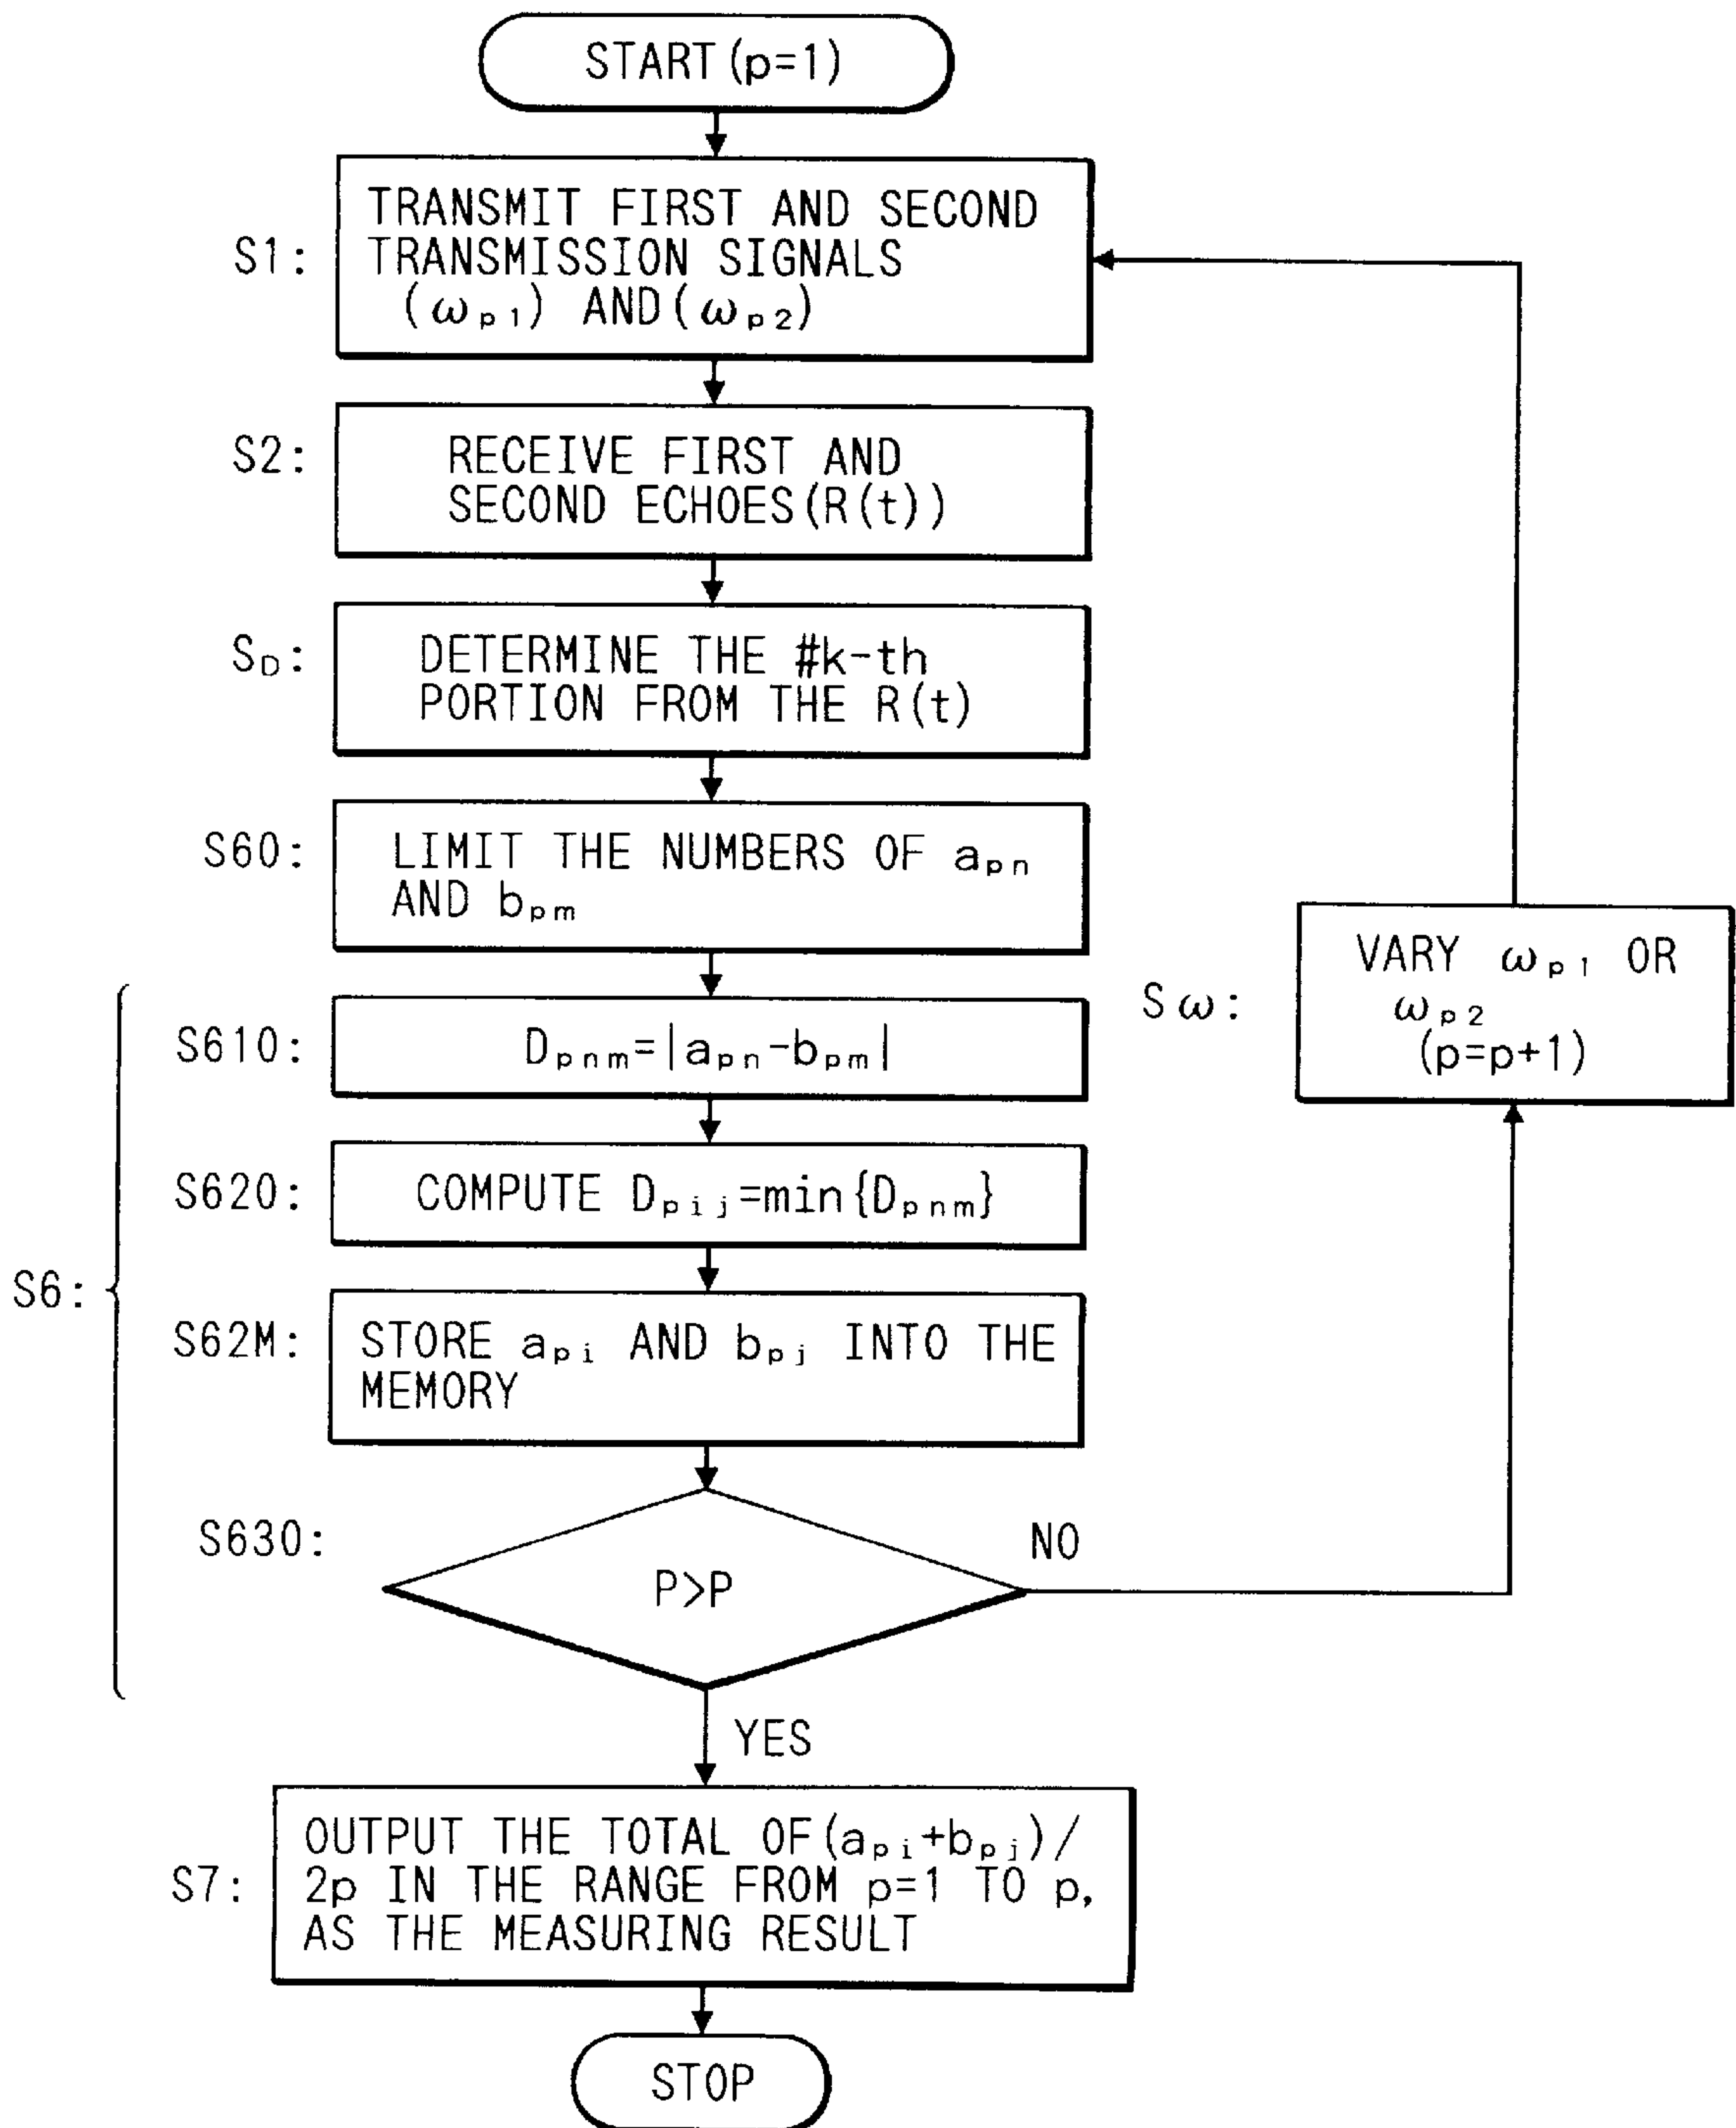 START(p=1)
S1:
TRANSMIT FIRST AND SECOND
TRANSMISSION SIGNALS
(ωp1) AND(ωp2)
S2:
RECEIVE FIRST AND
SECOND ECHOES(R(t))
SD:
DETERMINE THE #k-th
PORTION FROM THE R(t)
S60:
LIMIT THE NUMBERS OF apn
AND bpm
Sω:
VARY ωp1 OR
ωp2
(p=p+1)
S6:
S610:
Dpnm=|apn-bpm|
S620:
COMPUTE Dpij=min{Dpnm}
S62M:
STORE api AND bpj INTO THE
MEMORY
S630:
P>P
NO
YES
S7:
OUTPUT THE TOTAL OF(api+bpj)/
2p IN THE RANGE FROM p=1 TO p,
AS THE MEASURING RESULT
STOP